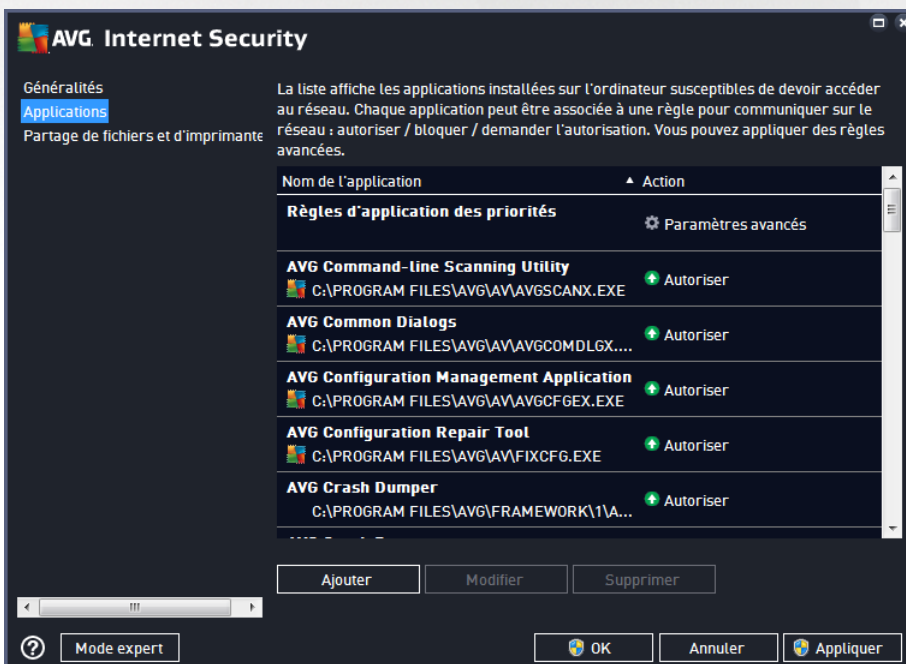 AVG. Internet Security
Généralités
Applications
Partage de fichiers et d'imprimante
La liste affiche les applications installées sur l'ordinateur susceptibles de devoir accéder
au réseau. Chaque application peut être associée à une règle pour communiquer sur le
réseau : autoriser / bloquer / demander l'autorisation. Vous pouvez appliquer des règles
avancées.
Nom de l'application Action
Règles d'application des priorités
Paramètres avancés
AVG Command-line Scanning Utility
C:\PROGRAM FILES\AVG\AV\AVGSCANX.EXE
Autoriser
AVG Common Dialogs
C:\PROGRAM FILES\AVG\AV\AVGCOMDLGX....
Autoriser
AVG Configuration Management Application
C:\PROGRAM FILES\AVG\AV\AVGCFGEX.EXE
Autoriser
AVG Configuration Repair Tool
C:\PROGRAM FILES\AVG\AV\FIXCFG.EXE
Autoriser
AVG Crash Dumper
C:\PROGRAM FILES\AVG\FRAMEWORK\1\A...
Autoriser
Ajouter Modifier Supprimer
? Mode expert OK Annuler Appliquer